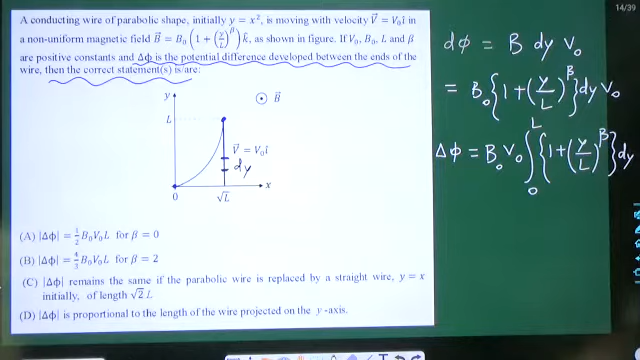 14/39
A conducting wire of parabolic shape, initially y = x², is moving with velocity V⃗ = V₀î in
a non-uniform magnetic field B⃗ = B₀(1 + (y/L)^β) k̂, as shown in figure. If V₀, B₀, L and β
are positive constants and Δϕ is the potential difference developed between the ends of the
wire, then the correct statement(s) is/are:
y
⊙ B⃗
L
V⃗ = V₀î
dy
0
√L
x
(A) |Δϕ| = 1/2 B₀V₀L for β = 0
(B) |Δϕ| = 4/3 B₀V₀L for β = 2
(C) |Δϕ| remains the same if the parabolic wire is replaced by a straight wire, y = x
initially, of length √2 L
(D) |Δϕ| is proportional to the length of the wire projected on the y-axis.
dϕ = B dy v₀
= B₀{1+(y/L)^β}dy v₀
Δϕ = B₀ v₀ ∫₀^L {1+(y/L)^β}dy